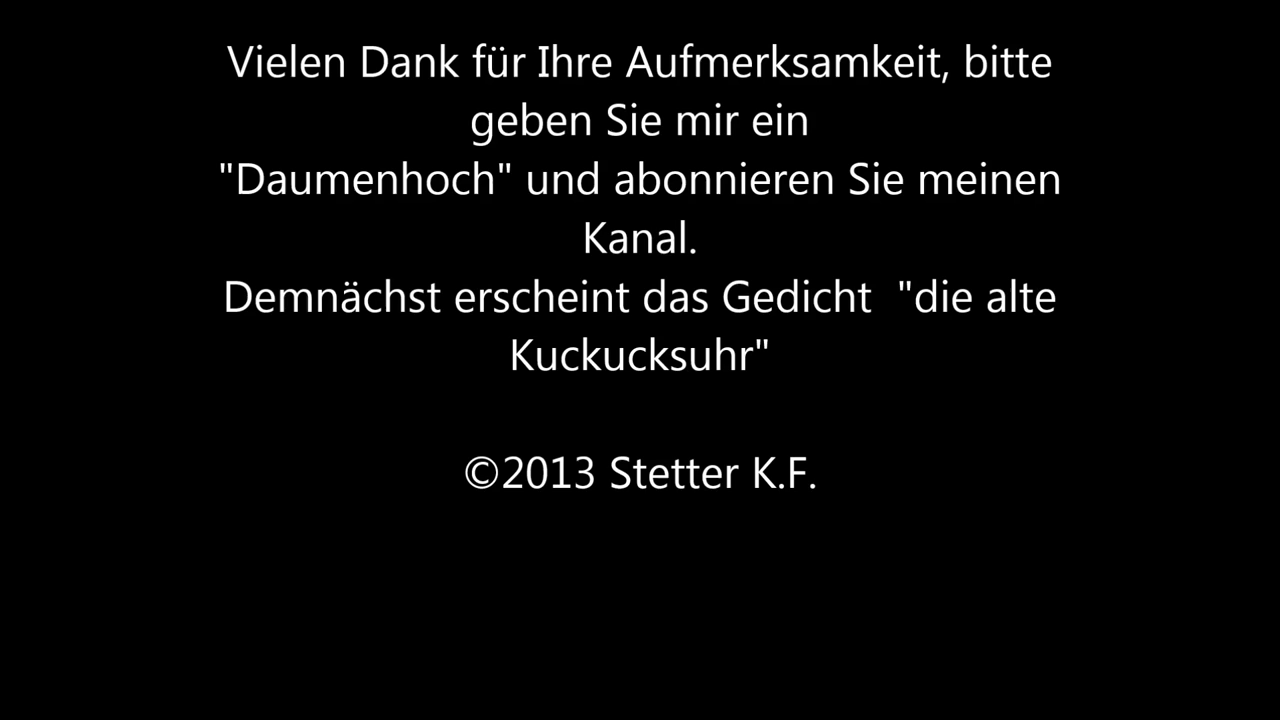 Vielen Dank für Ihre Aufmerksamkeit, bitte
geben Sie mir ein
"Daumenhoch" und abonnieren Sie meinen
Kanal.
Demnächst erscheint das Gedicht  "die alte
Kuckucksuhr"
©2013 Stetter K.F.